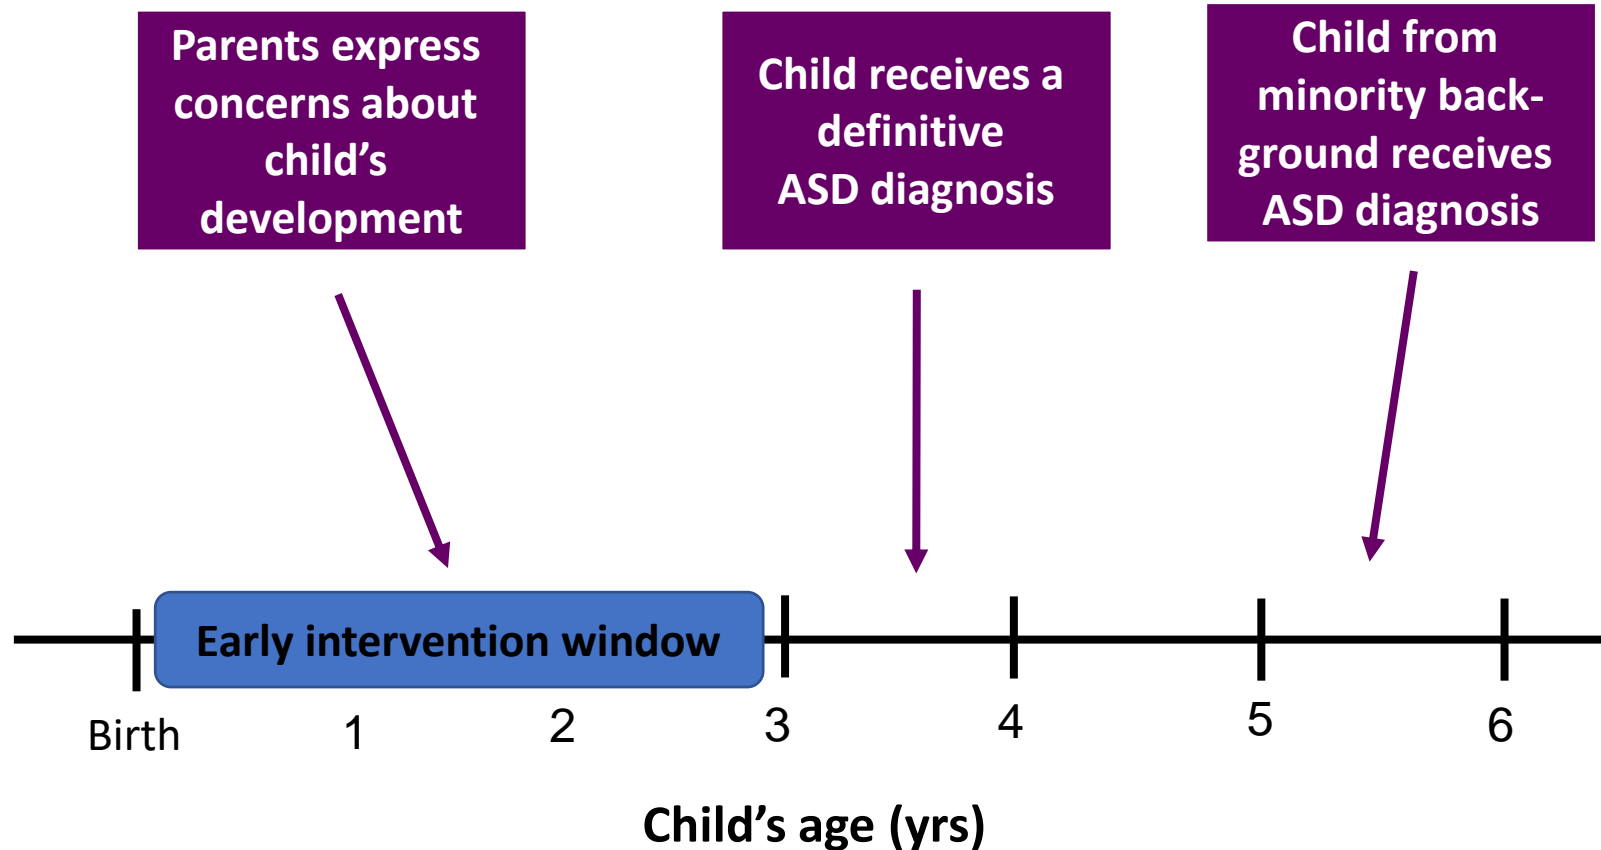 Parents express
concerns about
child’s
development
Child receives a
definitive
ASD diagnosis
Child from
minority back-
ground receives
ASD diagnosis
Early intervention window
Birth
1
2
3
4
5
6
Child’s age (yrs)